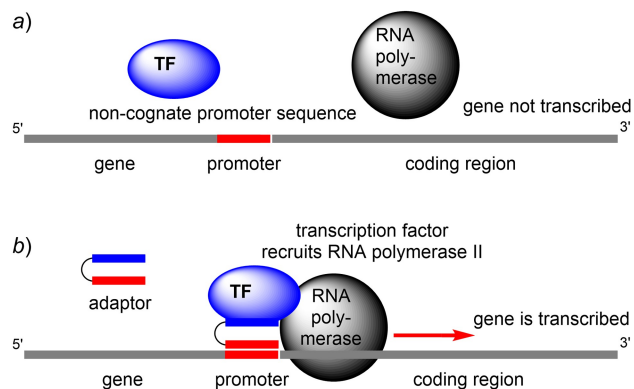 a)
TF
RNA
poly-
merase
non-cognate promoter sequence
gene not transcribed
5'
3'
gene
promoter
coding region
b)
transcription factor
recruits RNA polymerase II
adaptor
TF
RNA
poly-
merase
gene is transcribed
5'
3'
gene
promoter
coding region